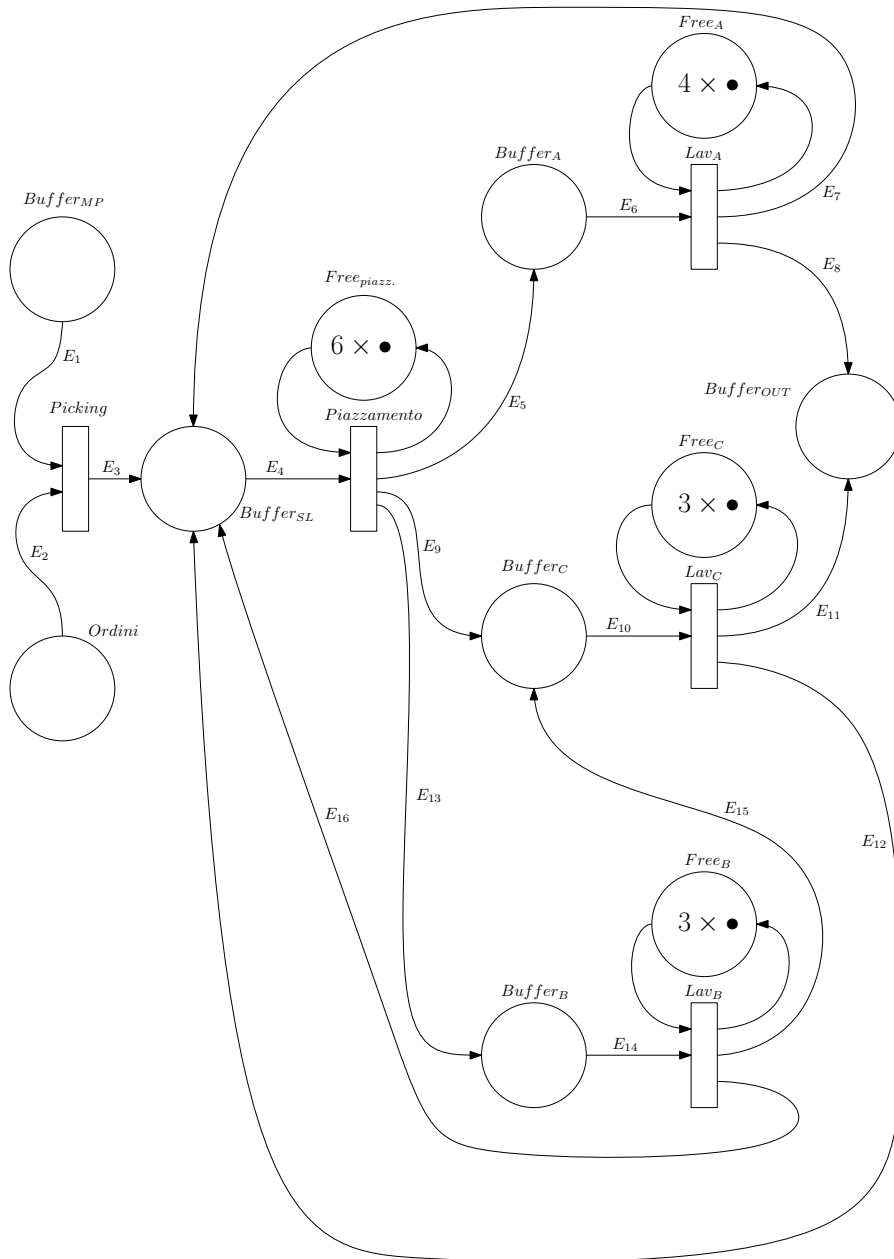 Free_A
4 × •
Buffer_A
Lav_A
E_6
E_7
Buffer_MP
E_8
Free_piazz.
6 × •
E_1
Buffer_OUT
Picking
Piazzamento
E_5
Free_C
3 × •
E_3
E_4
Buffer_SL
E_2
E_9
Buffer_C
Lav_C
E_10
E_11
Ordini
E_13
E_16
E_15
E_12
Free_B
3 × •
Buffer_B
Lav_B
E_14